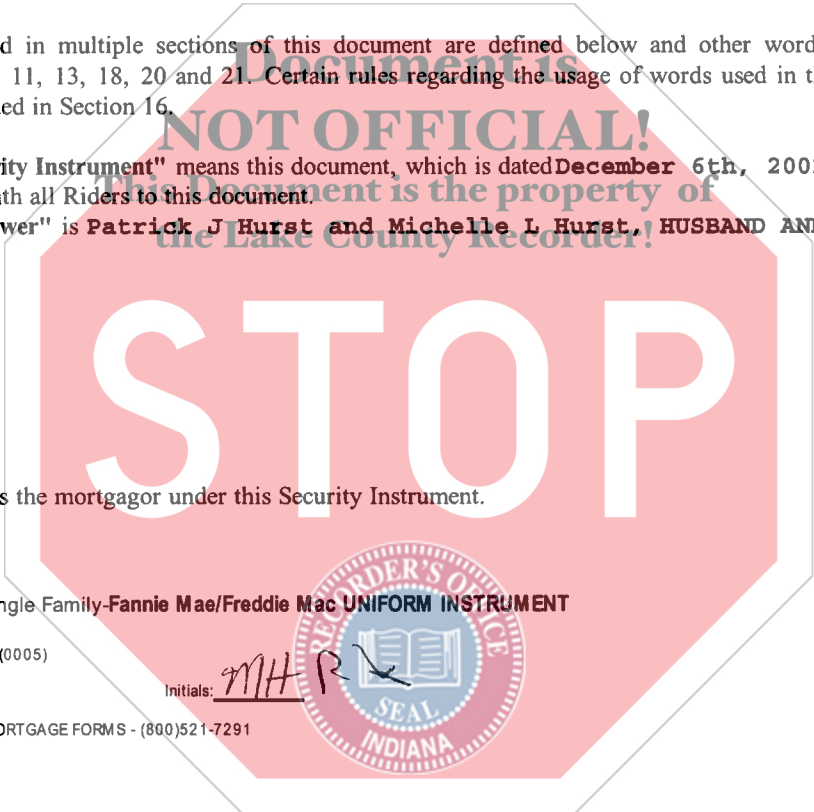 d in multiple sections of this document are defined below and other word
11, 13, 18, 20 and 21. Certain rules regarding the usage of words used in t
ed in Section 16.
Document is
NOT OFFICIAL!
This Document is the property of
the Lake County Recorder!
ity Instrument" means this document, which is dated December 6th, 200
th all Riders to this document.
wer" is Patrick J Hurst and Michelle L Hurst, HUSBAND AN
STOP
s the mortgagor under this Security Instrument.
ngle Family-Fannie Mae/Freddie Mac UNIFORM INSTRUMENT
(0005)
Initials: MH
ORTGAGE FORMS - (800)521-7291
RECORDER'S OFFICE
SEAL
INDIANA